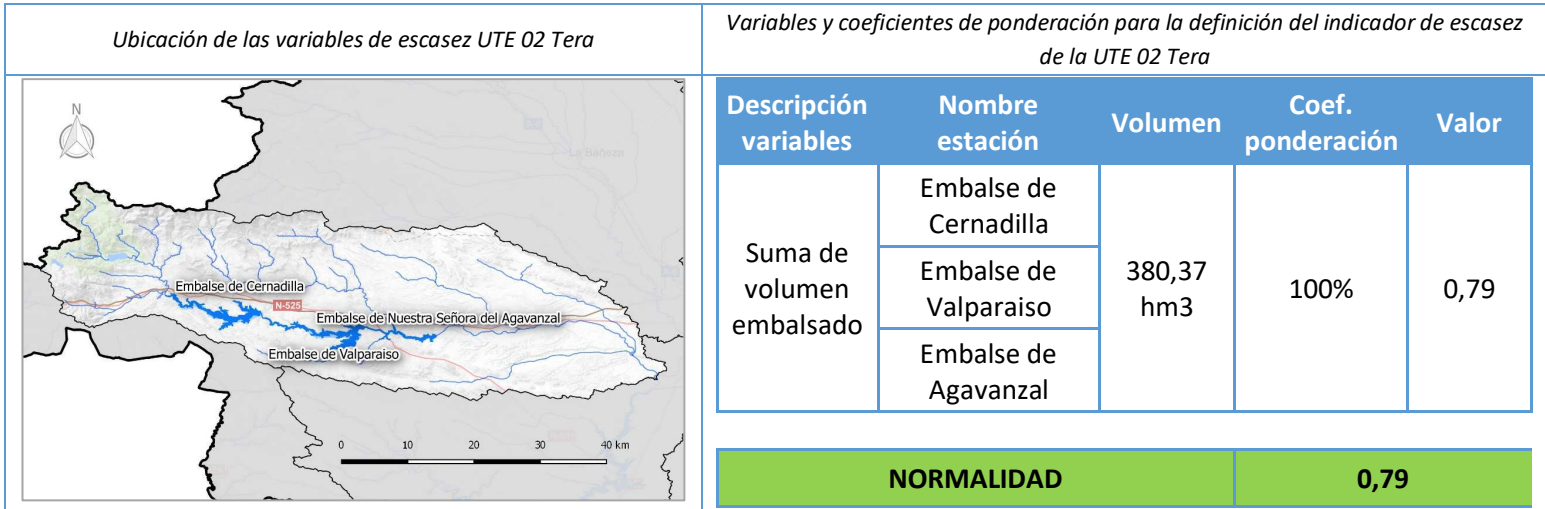 Ubicación de las variables de escasez UTE 02 Tera
Variables y coeficientes de ponderación para la definición del indicador de escasez
de la UTE 02 Tera
N
La Bañeza
Embalse de Cernadilla
N-525
Embalse de Nuestra Señora del Agavanzal
Embalse de Valparaiso
0 10 20 30 40 km
Descripción
variables
Nombre
estación
Volumen
Coef.
ponderación
Valor
Suma de
volumen
embalsado
Embalse de
Cernadilla
Embalse de
Valparaiso
Embalse de
Agavanzal
380,37
hm3
100%
0,79
NORMALIDAD
0,79